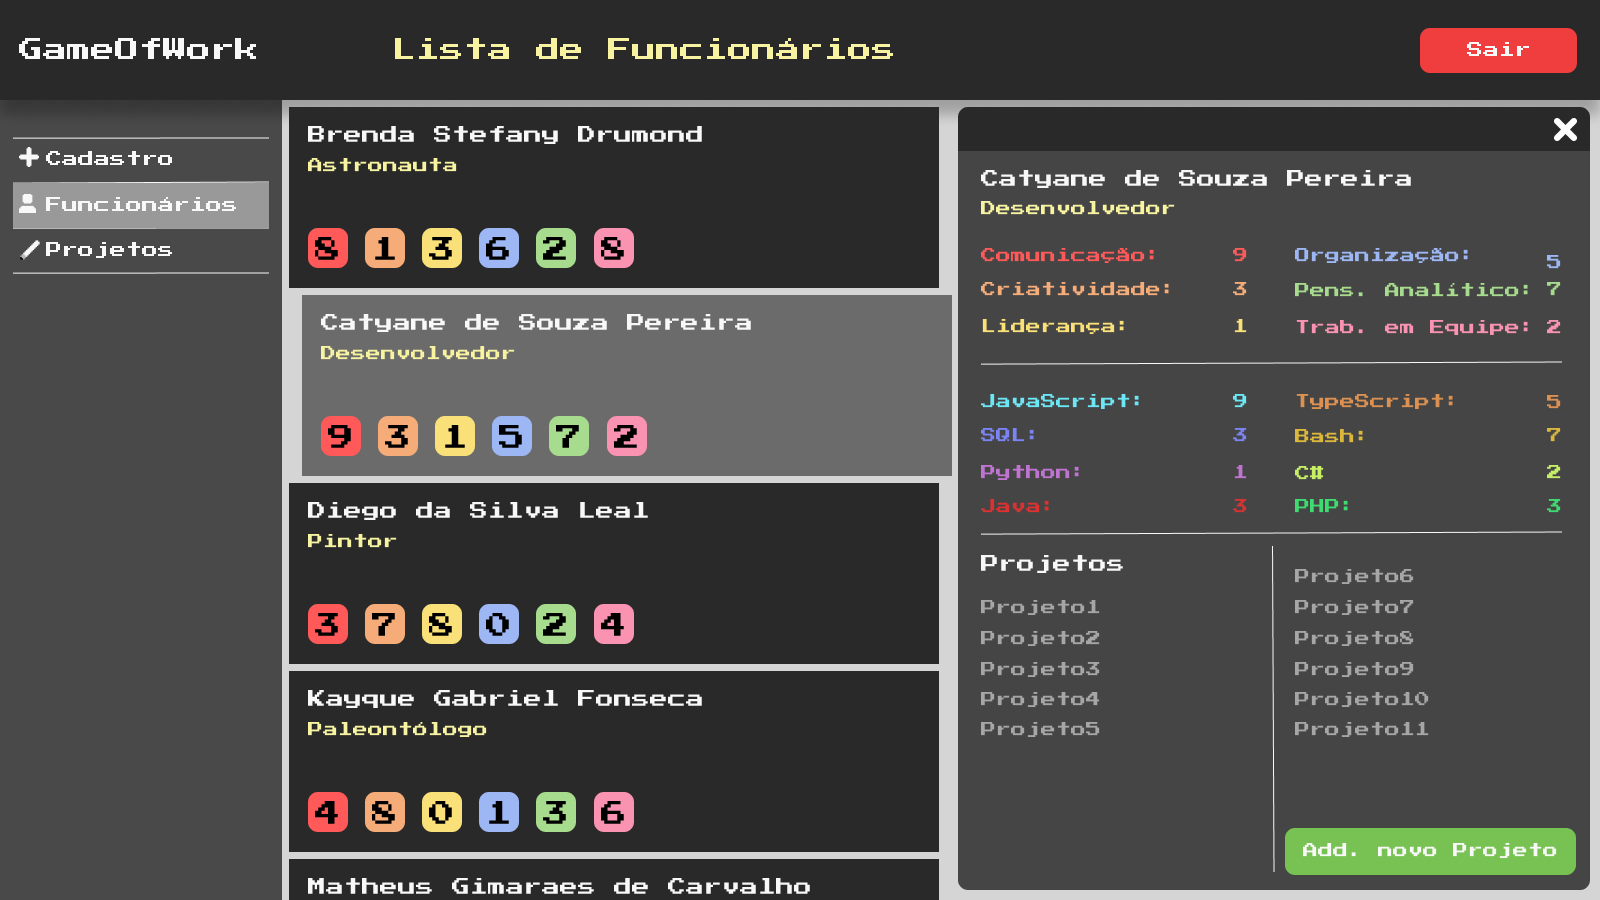 GameOfWork
Lista de Funcionários
Sair
Cadastro
Funcionários
Projetos
Brenda Stefany Drumond
Astronauta
8 1 3 6 2 8
Catyane de Souza Pereira
Desenvolvedor
9 3 1 5 7 2
Diego da Silva Leal
Pintor
3 7 8 0 2 4
Kayque Gabriel Fonseca
Paleontólogo
4 8 0 1 3 6
Matheus Gimaraes de Carvalho
Catyane de Souza Pereira
Desenvolvedor
Comunicação: 9 Organização: 5
Criatividade: 3 Pens. Analítico: 7
Liderança: 1 Trab. em Equipe: 2
JavaScript: 9 TypeScript: 5
SQL: 3 Bash: 7
Python: 1 C# 2
Java: 3 PHP: 3
Projetos
Projeto1
Projeto2
Projeto3
Projeto4
Projeto5
Projeto6
Projeto7
Projeto8
Projeto9
Projeto10
Projeto11
Add. novo Projeto